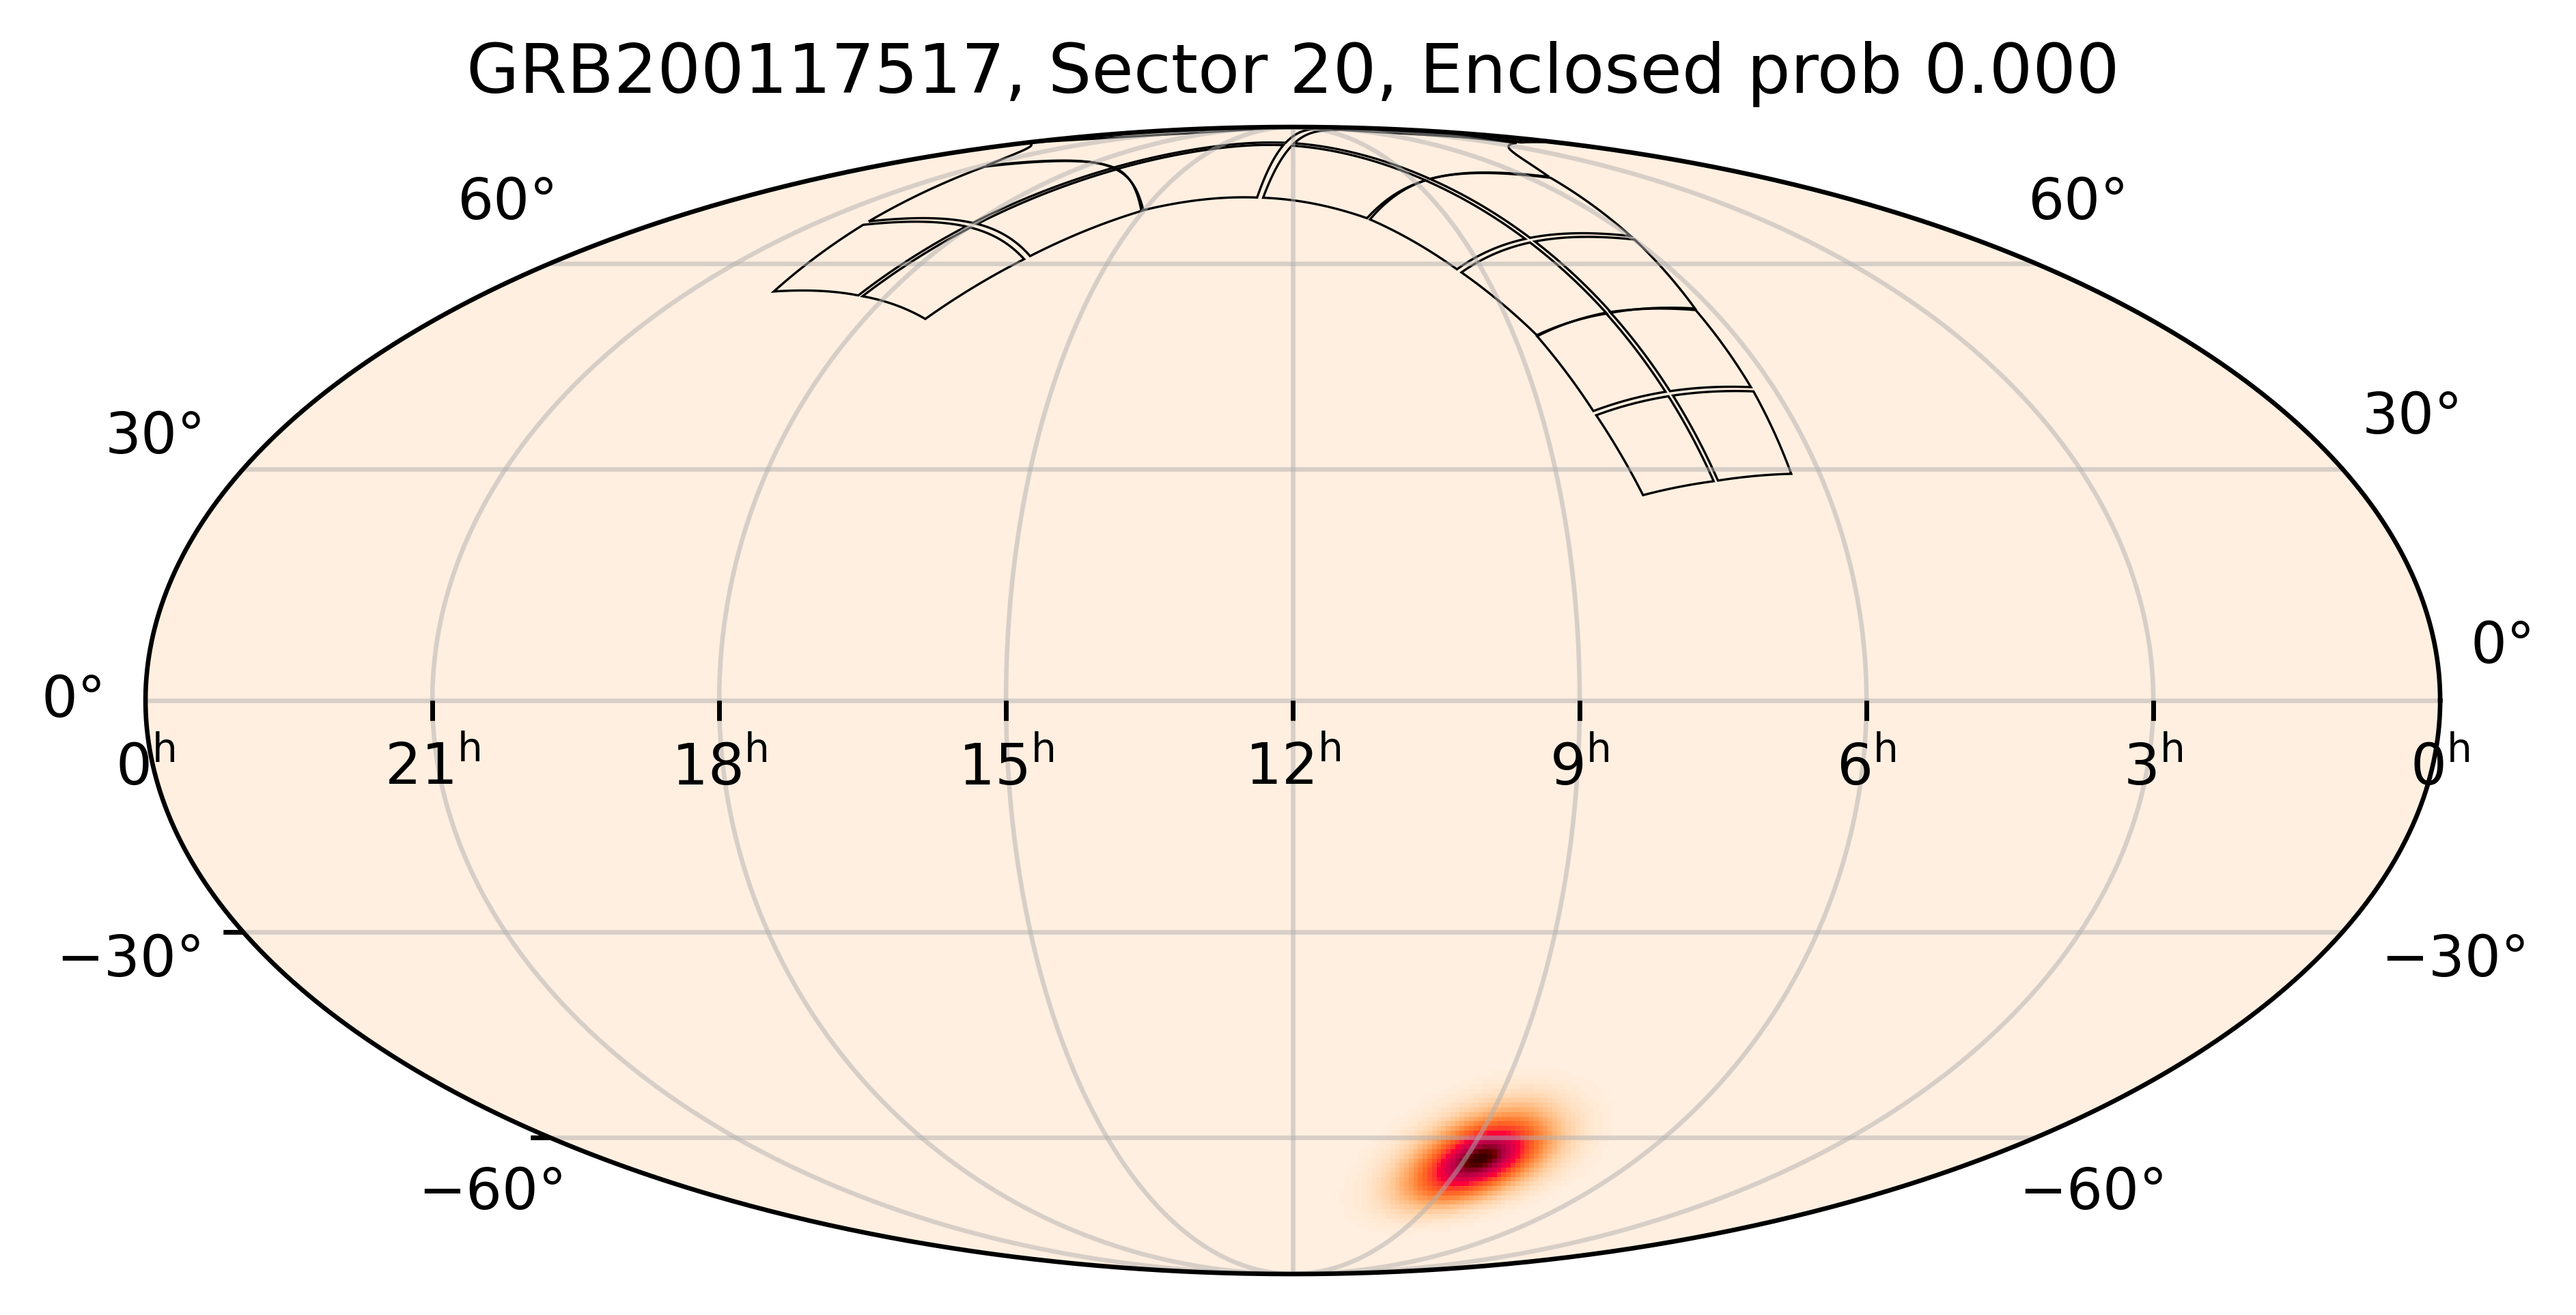 GRB200117517, Sector 20, Enclosed prob 0.000
60° 60°
30° 30°
0° 0°
0ʰ 21ʰ 18ʰ 15ʰ 12ʰ 9ʰ 6ʰ 3ʰ 0ʰ
−30° −30°
−60° −60°